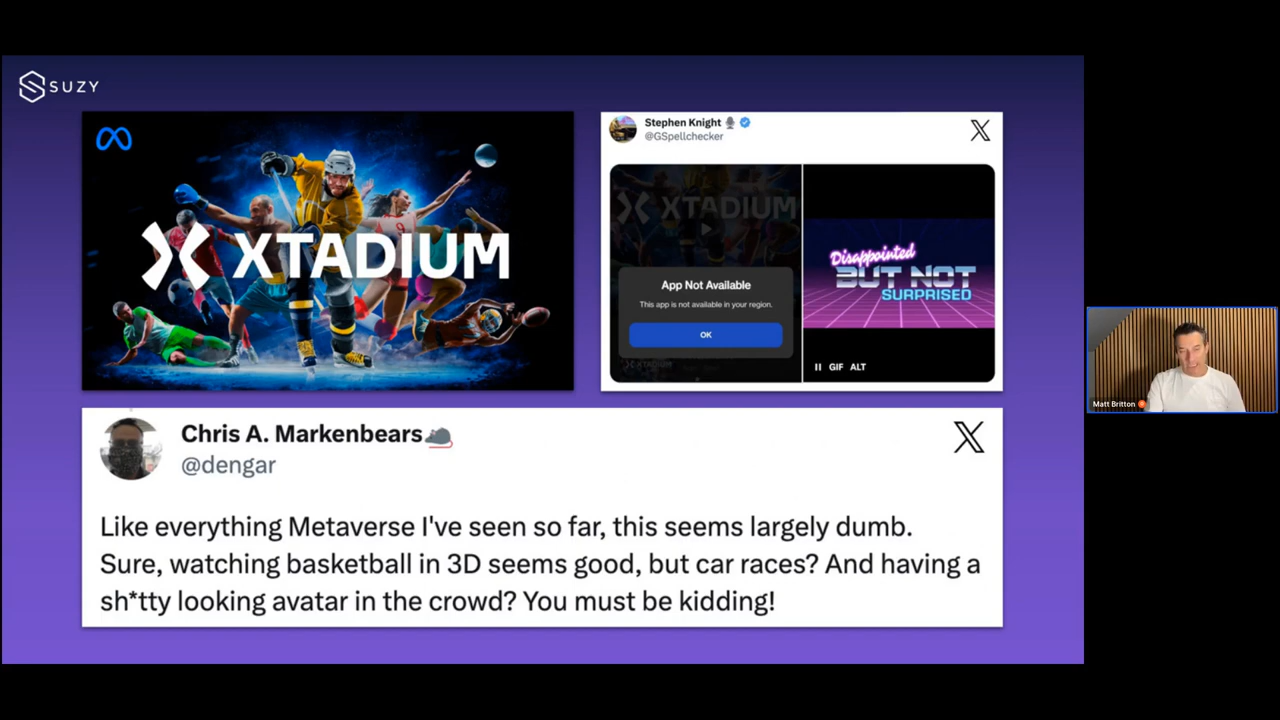 SUZY
XTADIUM
Stephen Knight
@GSpellchecker
XTADIUM
App Not Available
This app is not available in your region.
OK
XTADIUM
Disappointed
BUT NOT
SURPRISED
GIF ALT
Chris A. Markenbears
@dengar
Like everything Metaverse I've seen so far, this seems largely dumb.
Sure, watching basketball in 3D seems good, but car races? And having a
sh*tty looking avatar in the crowd? You must be kidding!
Matt Britton